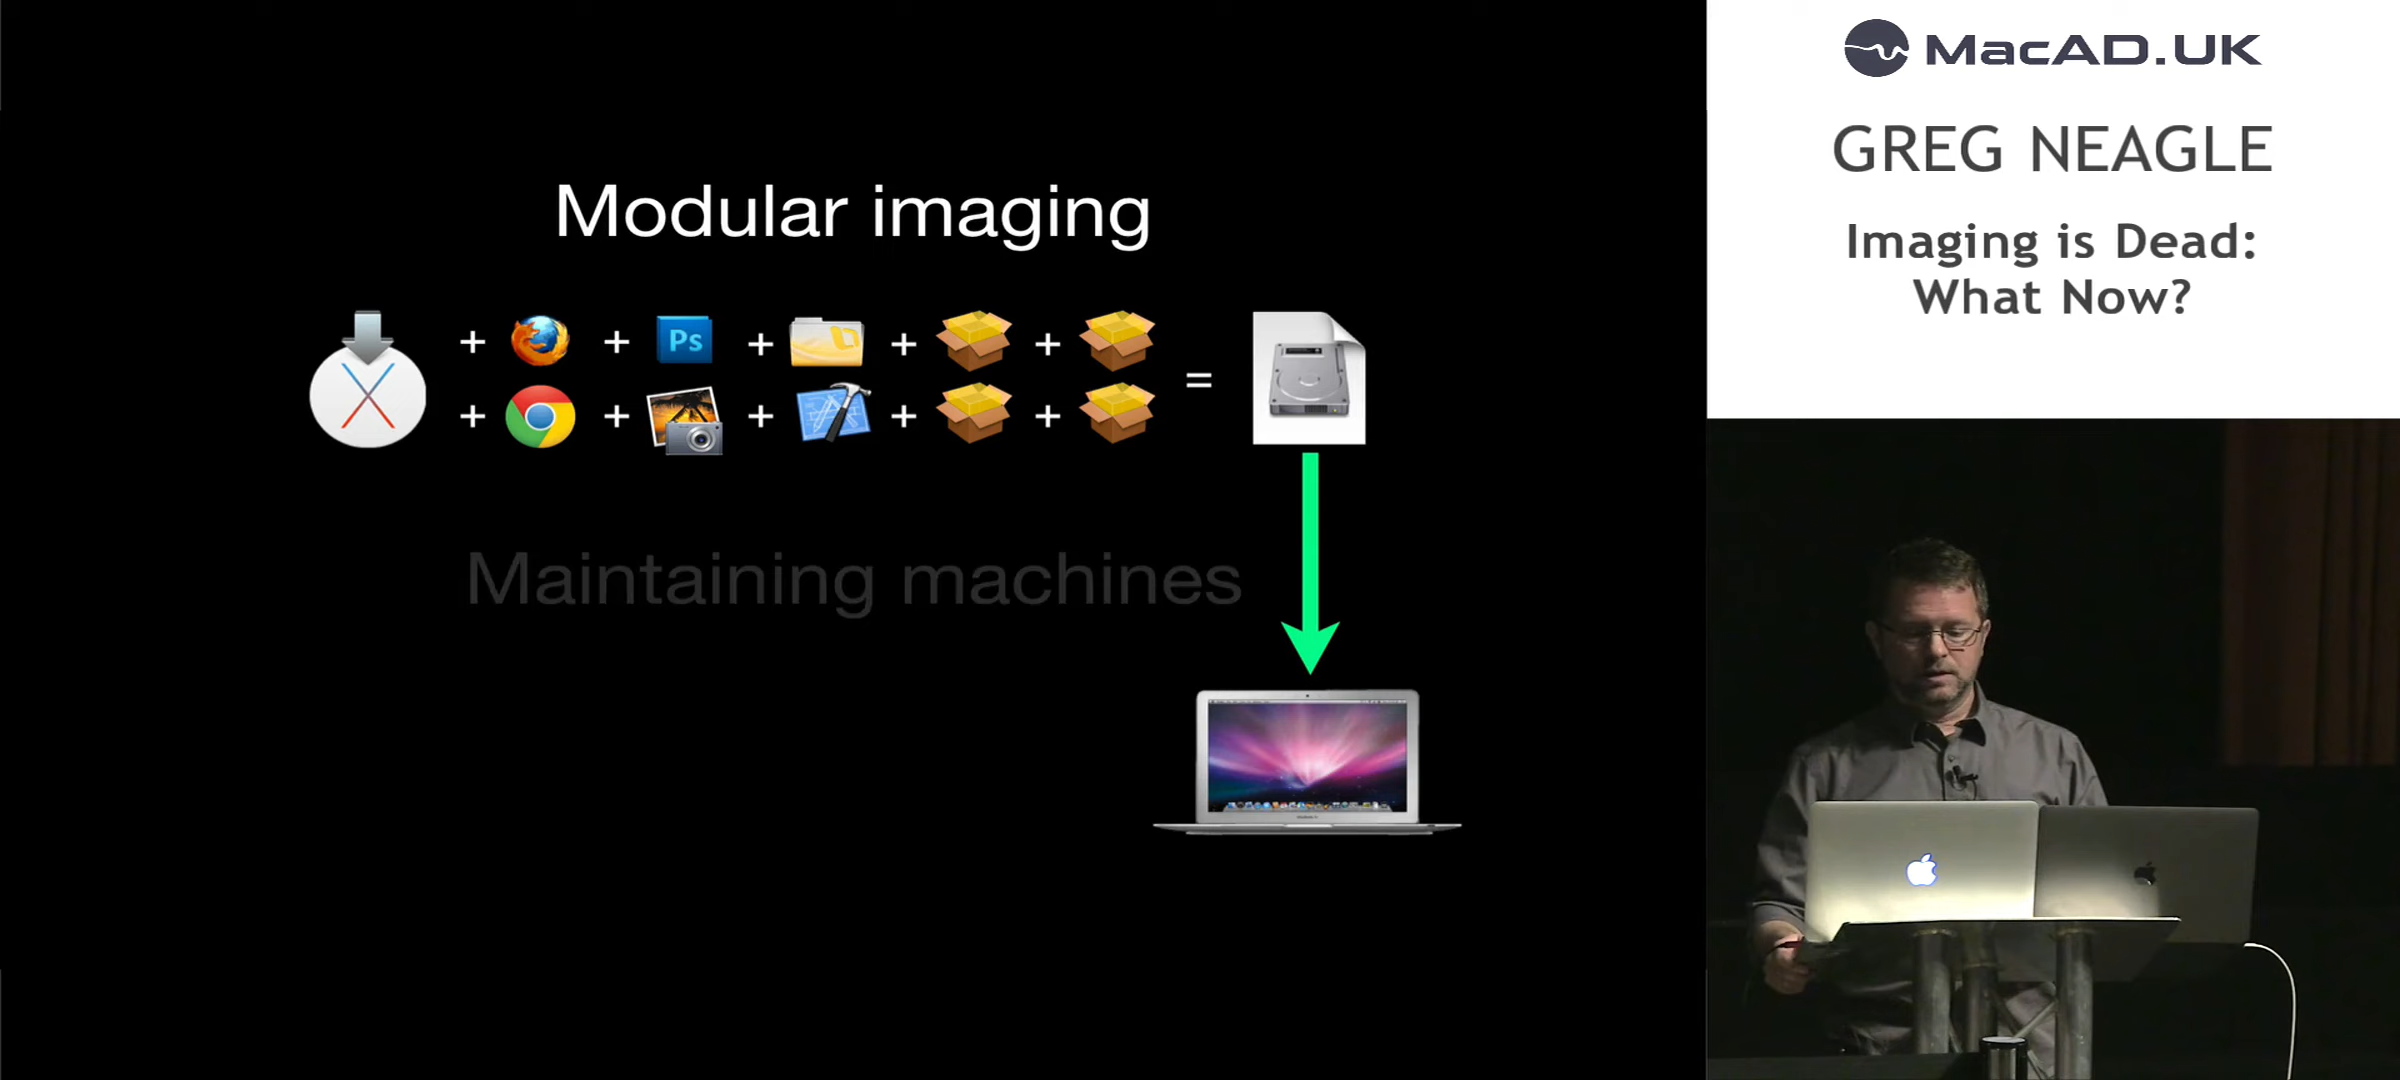 Modular imaging
+ + Ps + + +
=
+ + + + +
Maintaining machines
MacAD.UK
GREG NEAGLE
Imaging is Dead:
What Now?